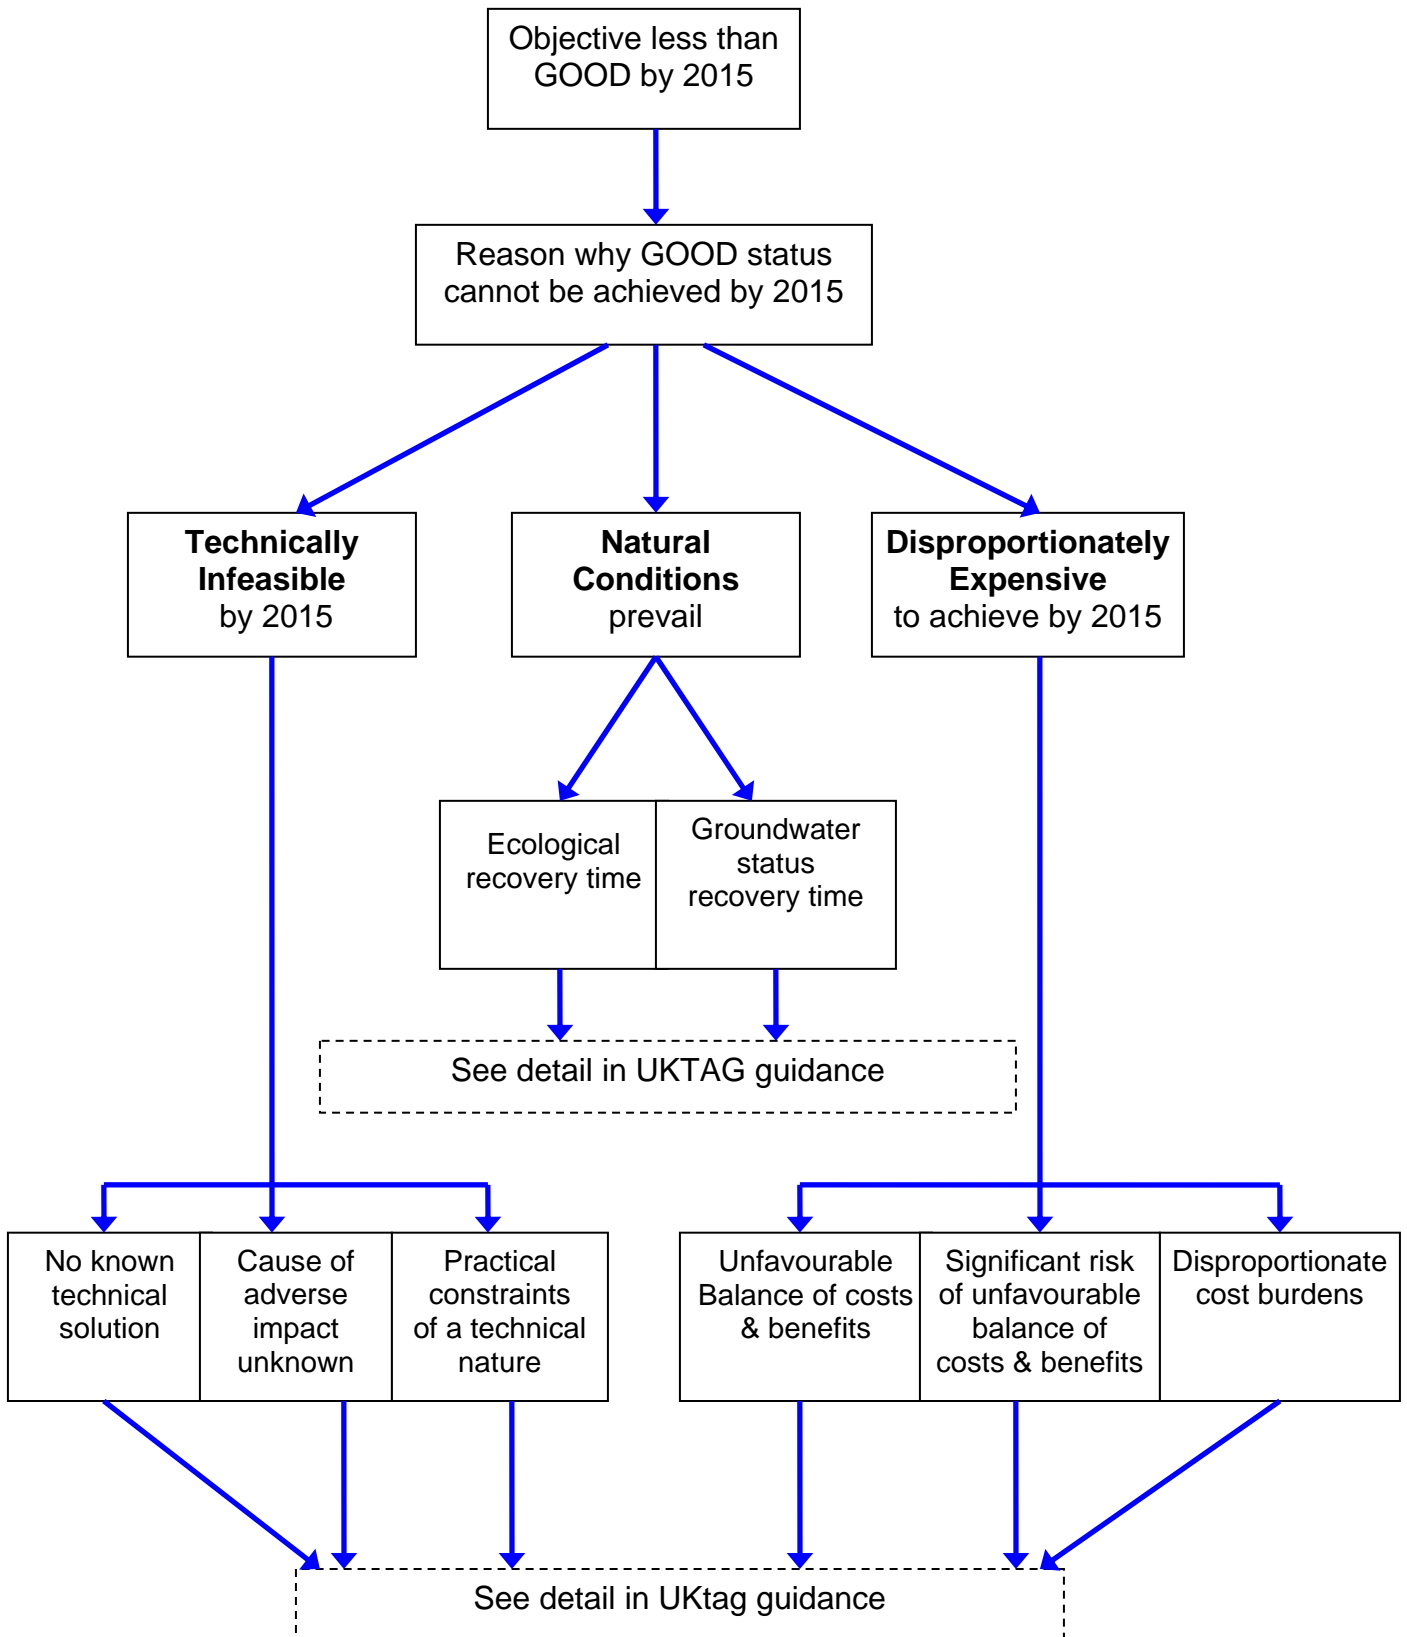 Objective less than
GOOD by 2015
Reason why GOOD status
cannot be achieved by 2015
Technically
Infeasible
by 2015
Natural
Conditions
prevail
Disproportionately
Expensive
to achieve by 2015
Ecological
recovery time
Groundwater
status
recovery time
See detail in UKTAG guidance
No known
technical
solution
Cause of
adverse
impact
unknown
Practical
constraints
of a technical
nature
Unfavourable
Balance of costs
& benefits
Significant risk
of unfavourable
balance of
costs & benefits
Disproportionate
cost burdens
See detail in UKtag guidance